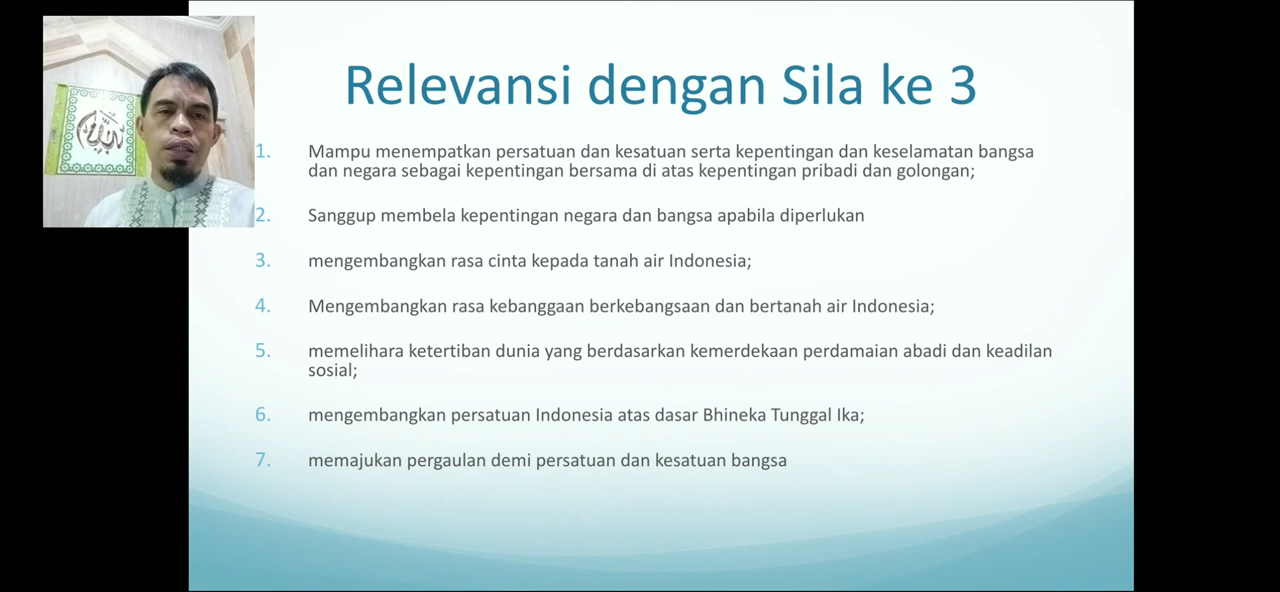 Relevansi dengan Sila ke 3
1. Mampu menempatkan persatuan dan kesatuan serta kepentingan dan keselamatan bangsa
dan negara sebagai kepentingan bersama di atas kepentingan pribadi dan golongan;
2. Sanggup membela kepentingan negara dan bangsa apabila diperlukan
3. mengembangkan rasa cinta kepada tanah air Indonesia;
4. Mengembangkan rasa kebanggaan berkebangsaan dan bertanah air Indonesia;
5. memelihara ketertiban dunia yang berdasarkan kemerdekaan perdamaian abadi dan keadilan
sosial;
6. mengembangkan persatuan Indonesia atas dasar Bhineka Tunggal Ika;
7. memajukan pergaulan demi persatuan dan kesatuan bangsa